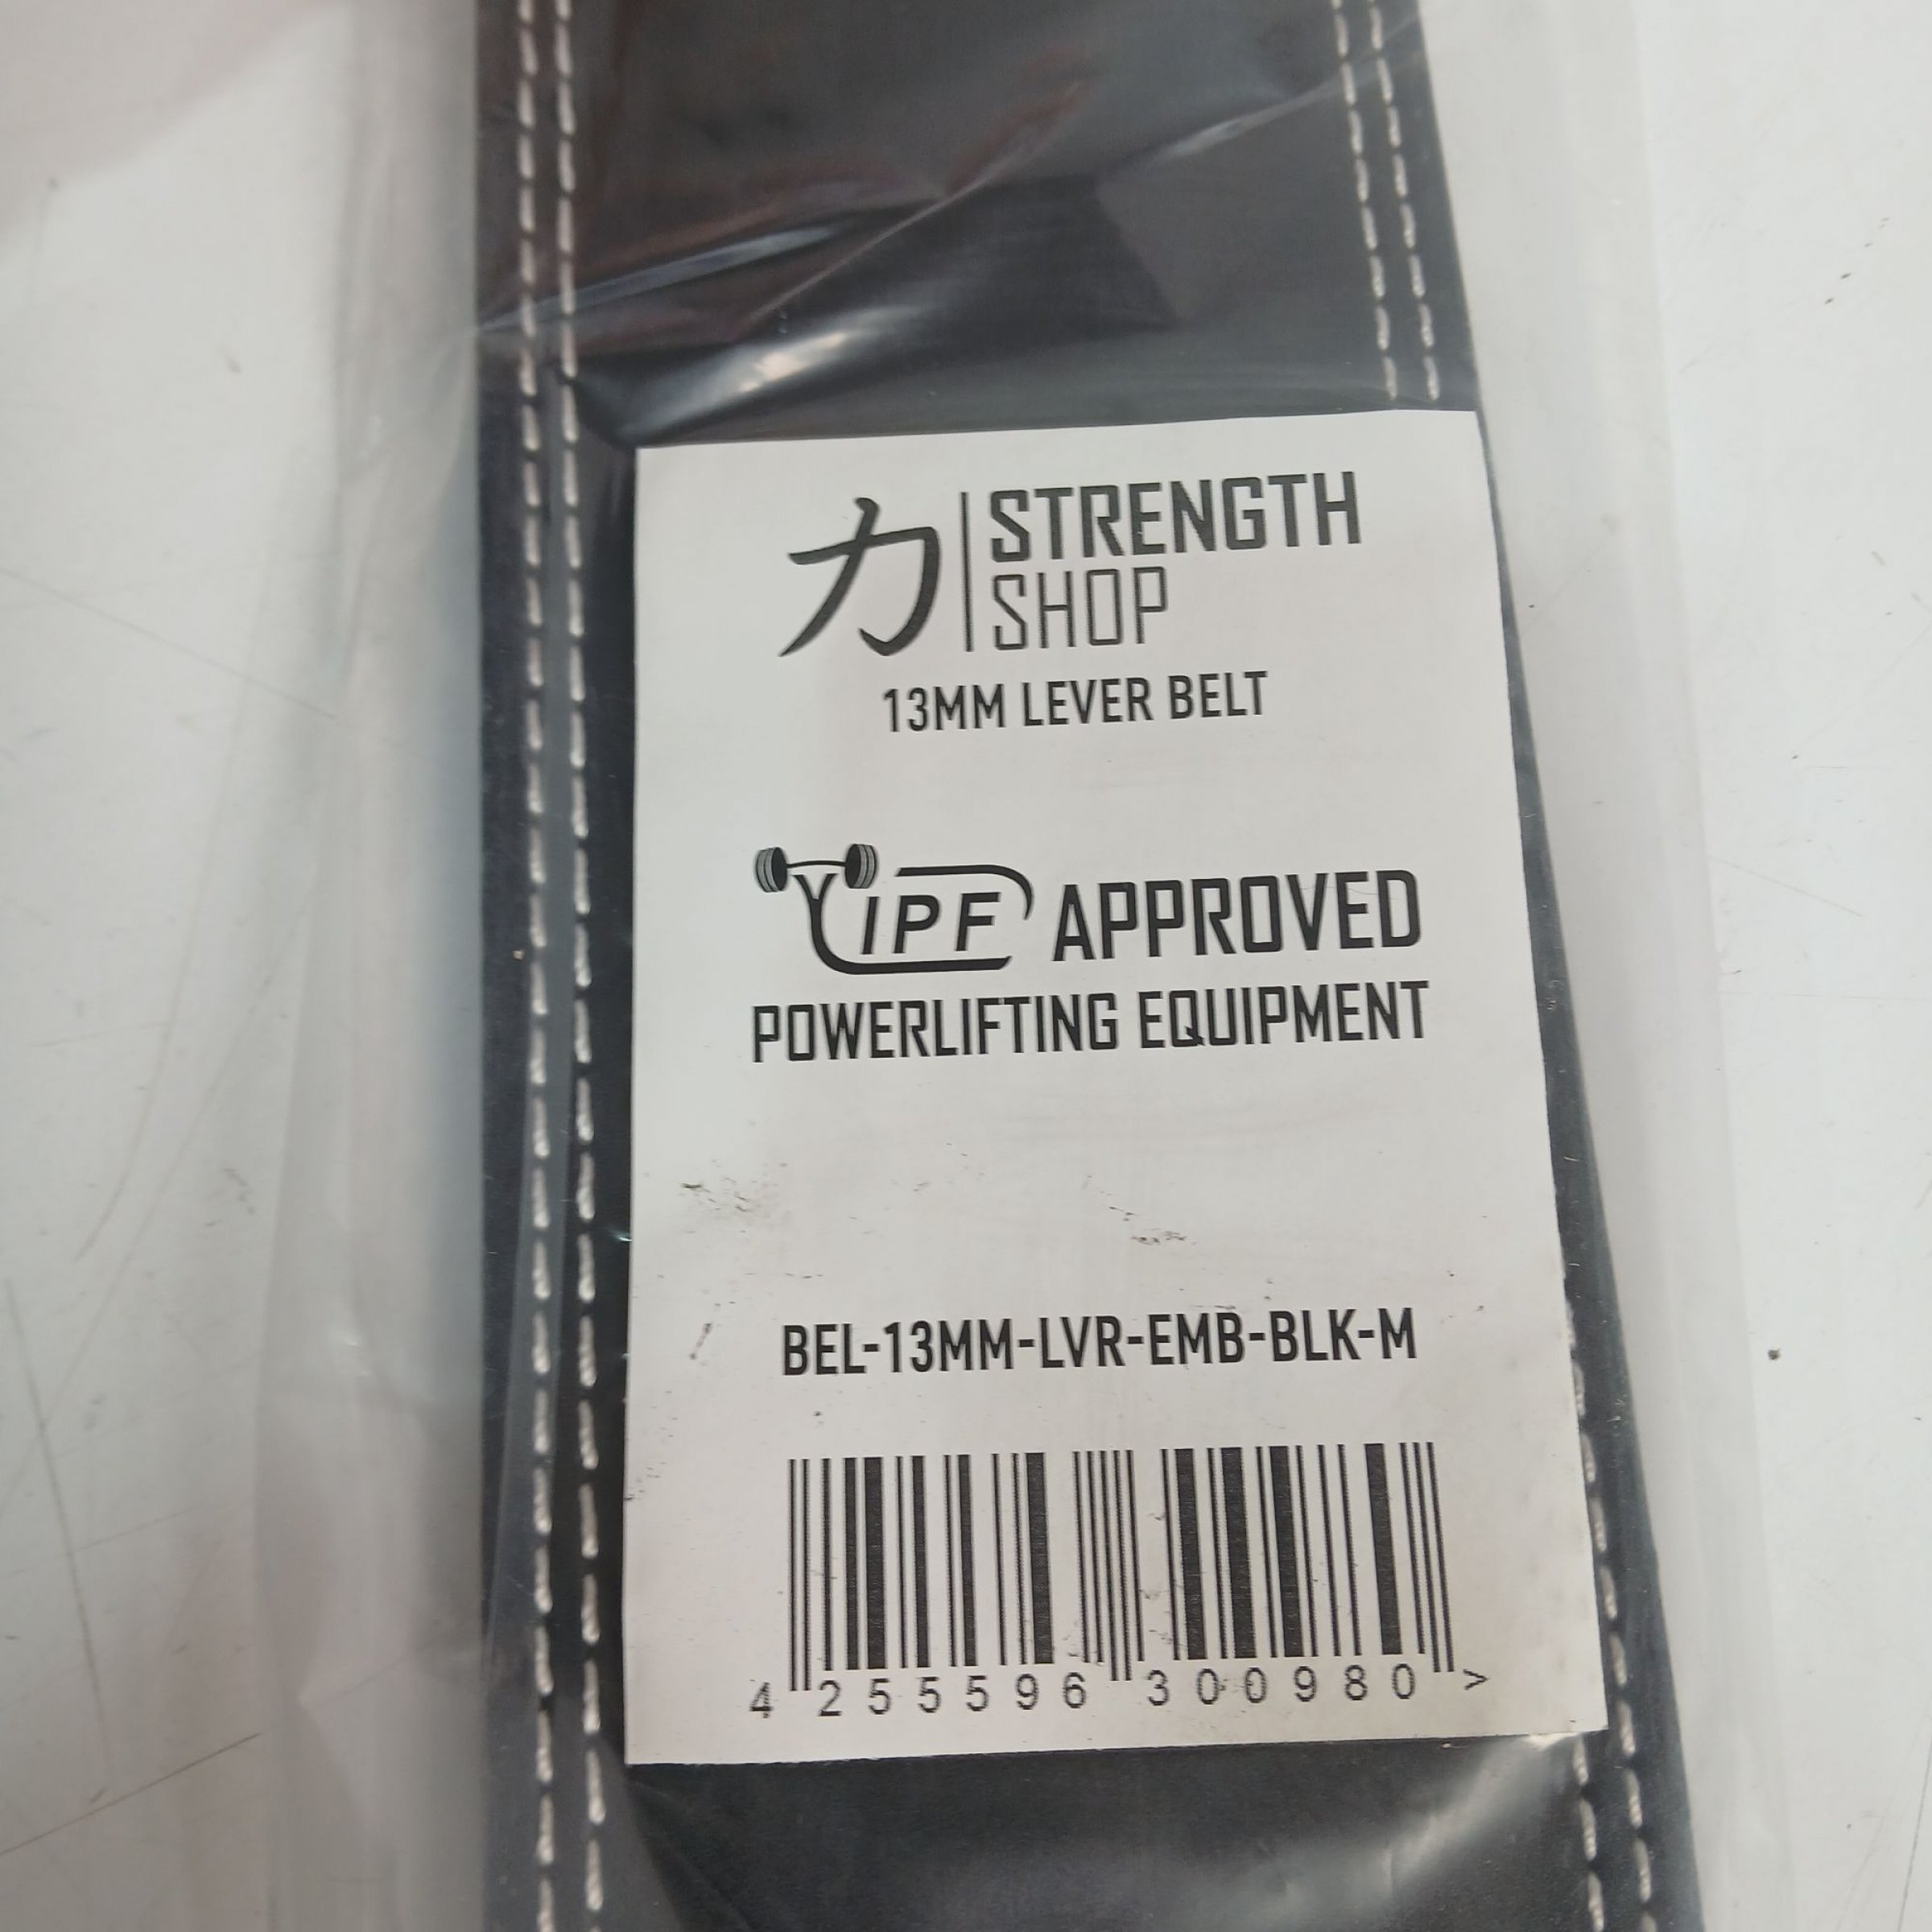 力 STRENGTH
SHOP
13MM LEVER BELT
IPF APPROVED
POWERLIFTING EQUIPMENT
BEL-13MM-LVR-EMB-BLK-M
4 255596 300980 >